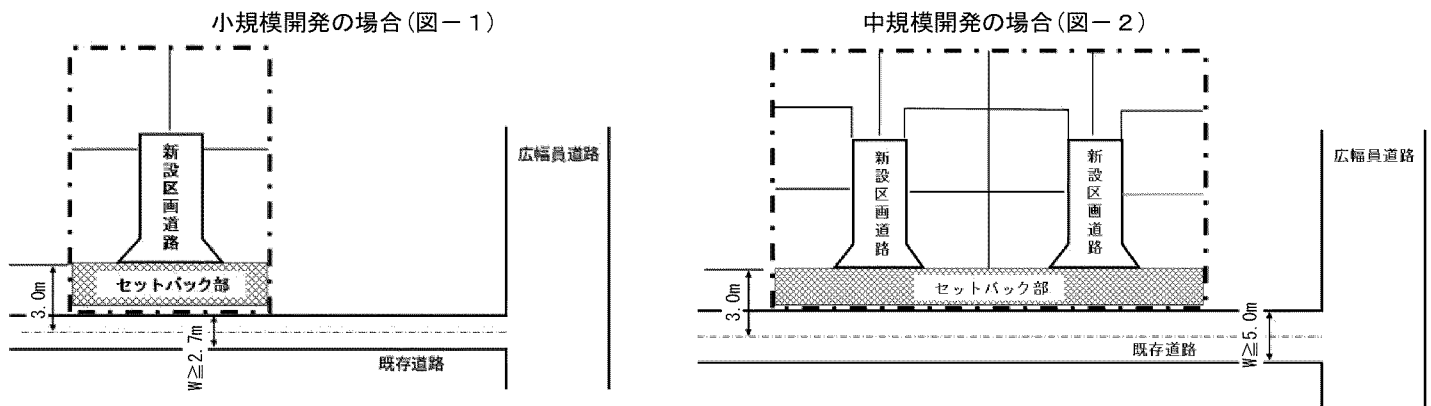 小規模開発の場合(図－１)
新設区画道路
広幅員道路
セットバック部
3.0m
W≧2.7m
既存道路
中規模開発の場合(図－２)
新設区画道路
新設区画道路
広幅員道路
セットバック部
3.0m
W≧5.0m
既存道路